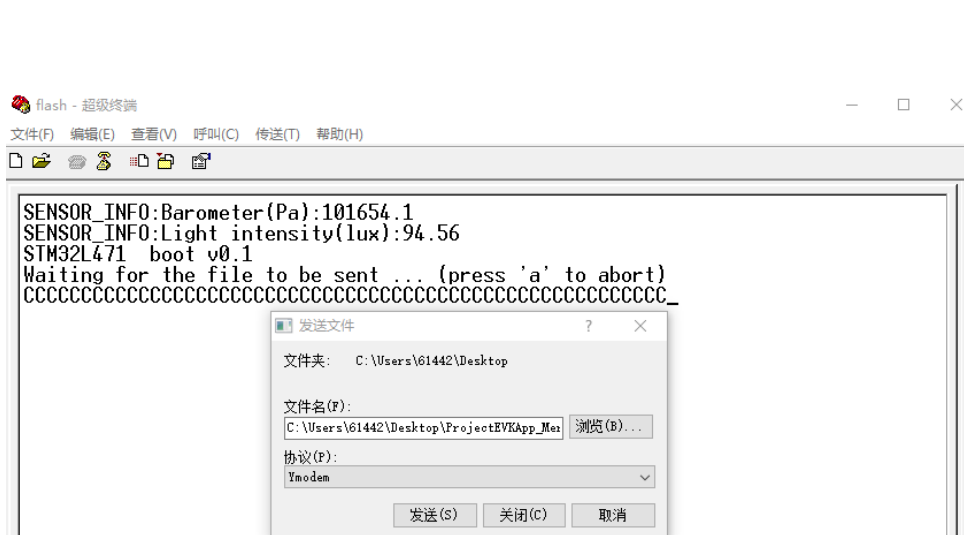 flash - 超级终端
文件(F) 编辑(E) 查看(V) 呼叫(C) 传送(T) 帮助(H)
SENSOR_INFO:Barometer(Pa):101654.1
SENSOR_INFO:Light intensity(lux):94.56
STM32L471 boot v0.1
Waiting for the file to be sent ... (press 'a' to abort)
CCCCCCCCCCCCCCCCCCCCCCCCCCCCCCCCCCCCCCCCCCCCCCCCCCCCCCCC_
发送文件 ?
文件夹: C:\Users\61442\Desktop
文件名(F):
C:\Users\61442\Desktop\ProjectEVKApp_Mer 浏览(B)...
协议(P):
Ymodem
发送(S) 关闭(C) 取消